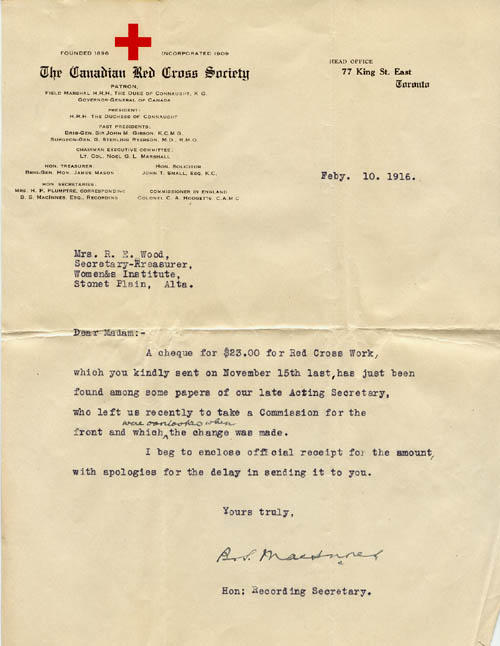 FOUNDED 1896 INCORPORATED 1909
The Canadian Red Cross Society
HEAD OFFICE
77 King St. East
Toronto
PATRON,
FIELD MARSHAL H.R.H. THE DUKE OF CONNAUGHT, K.G.
GOVERNOR-GENERAL OF CANADA
PRESIDENT:
H.R.H. THE DUCHESS OF CONNAUGHT
PAST PRESIDENTS:
BRIG-GEN. SIR JOHN M. GIBSON, K.C.M.G.
SURGEON-GEN. G. STERLING RYERSON, M.D., R.M.O.
CHAIRMAN EXECUTIVE COMMITTEE:
LT. COL. NOEL G. L. MARSHALL
HON. TREASURER: HON. SOLICITOR
BRIG-GEN. HON. JAMES MASON JOHN T. SMALL, ESQ. K.C.
HON. SECRETARIES:
MRS. H. P. PLUMPTRE, CORRESPONDING COMMISSIONER IN ENGLAND
B. S. MACINNES, ESQ., RECORDING COLONEL C. A. HODGETTS, C.A.M.C
Feby. 10. 1916.
Mrs. R. E. Wood,
Secretary-Rreasurer,
Women&s Institute,
Stonet Plain, Alta.
Dear Madam:-
A cheque for $23.00 for Red Cross Work,
which you kindly sent on November 15th last, has just been
found among some papers of our late Acting Secretary,
who left us recently to take a Commission for the
were overlooked when
front and which the change was made.
I beg to enclose official receipt for the amount,
with apologies for the delay in sending it to you.
Yours truly,
B.S. MacInnes
Hon: Recording Secretary.